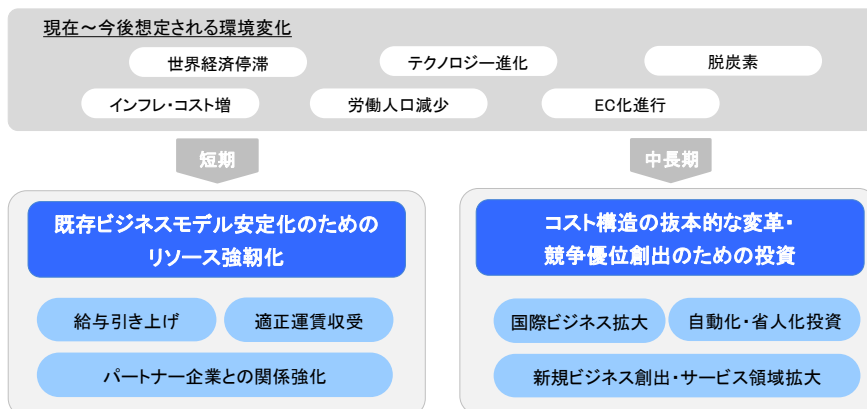 現在～今後想定される環境変化
世界経済停滞
テクノロジー進化
脱炭素
インフレ・コスト増
労働人口減少
EC化進行
短期
中長期
既存ビジネスモデル安定化のための
リソース強靭化
コスト構造の抜本的な変革・
競争優位創出のための投資
給与引き上げ
適正運賃収受
パートナー企業との関係強化
国際ビジネス拡大
自動化・省人化投資
新規ビジネス創出・サービス領域拡大